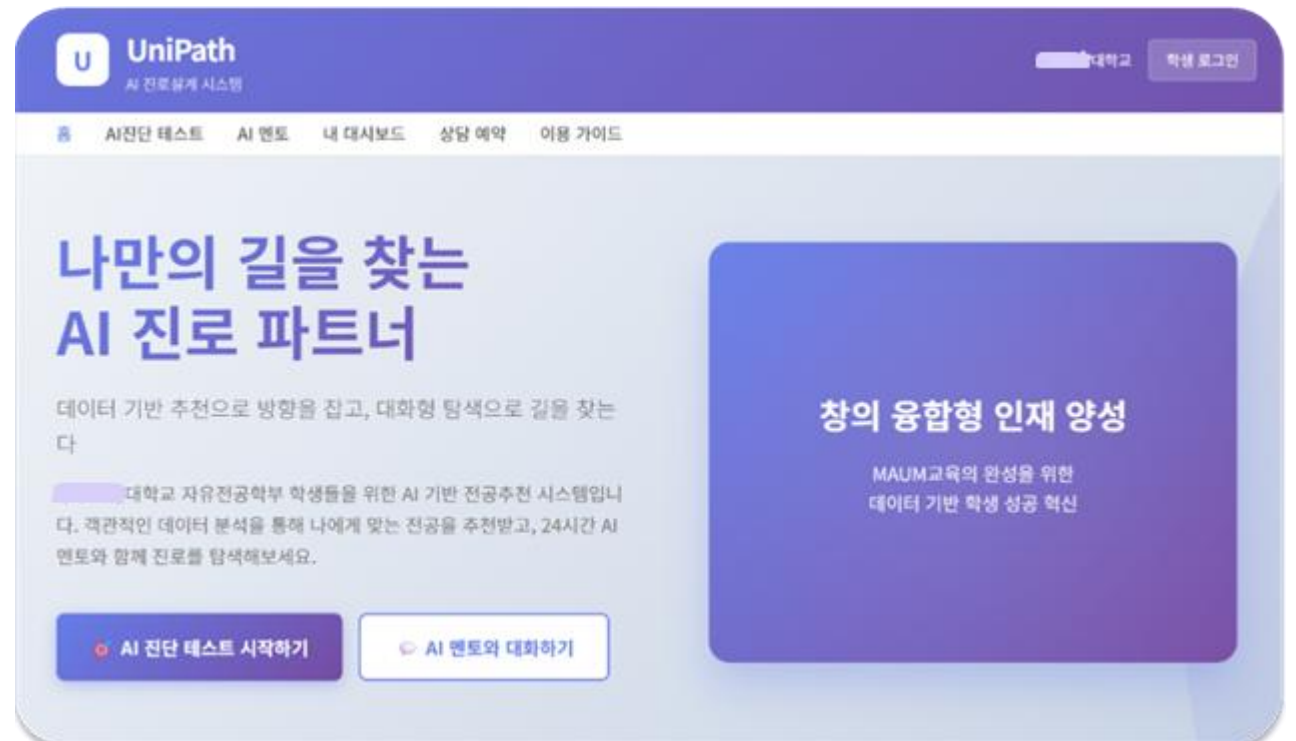 U
UniPath
AI 진로설계 시스템
대학교
학생 로그인
홈
AI진단 테스트
AI 멘토
내 대시보드
상담 예약
이용 가이드
나만의 길을 찾는
AI 진로 파트너
데이터 기반 추천으로 방향을 잡고, 대화형 탐색으로 길을 찾는
다
대학교 자유전공학부 학생들을 위한 AI 기반 전공추천 시스템입니
다. 객관적인 데이터 분석을 통해 나에게 맞는 전공을 추천받고, 24시간 AI
멘토와 함께 진로를 탐색해보세요.
AI 진단 테스트 시작하기
AI 멘토와 대화하기
창의 융합형 인재 양성
MAUM교육의 완성을 위한
데이터 기반 학생 성공 혁신